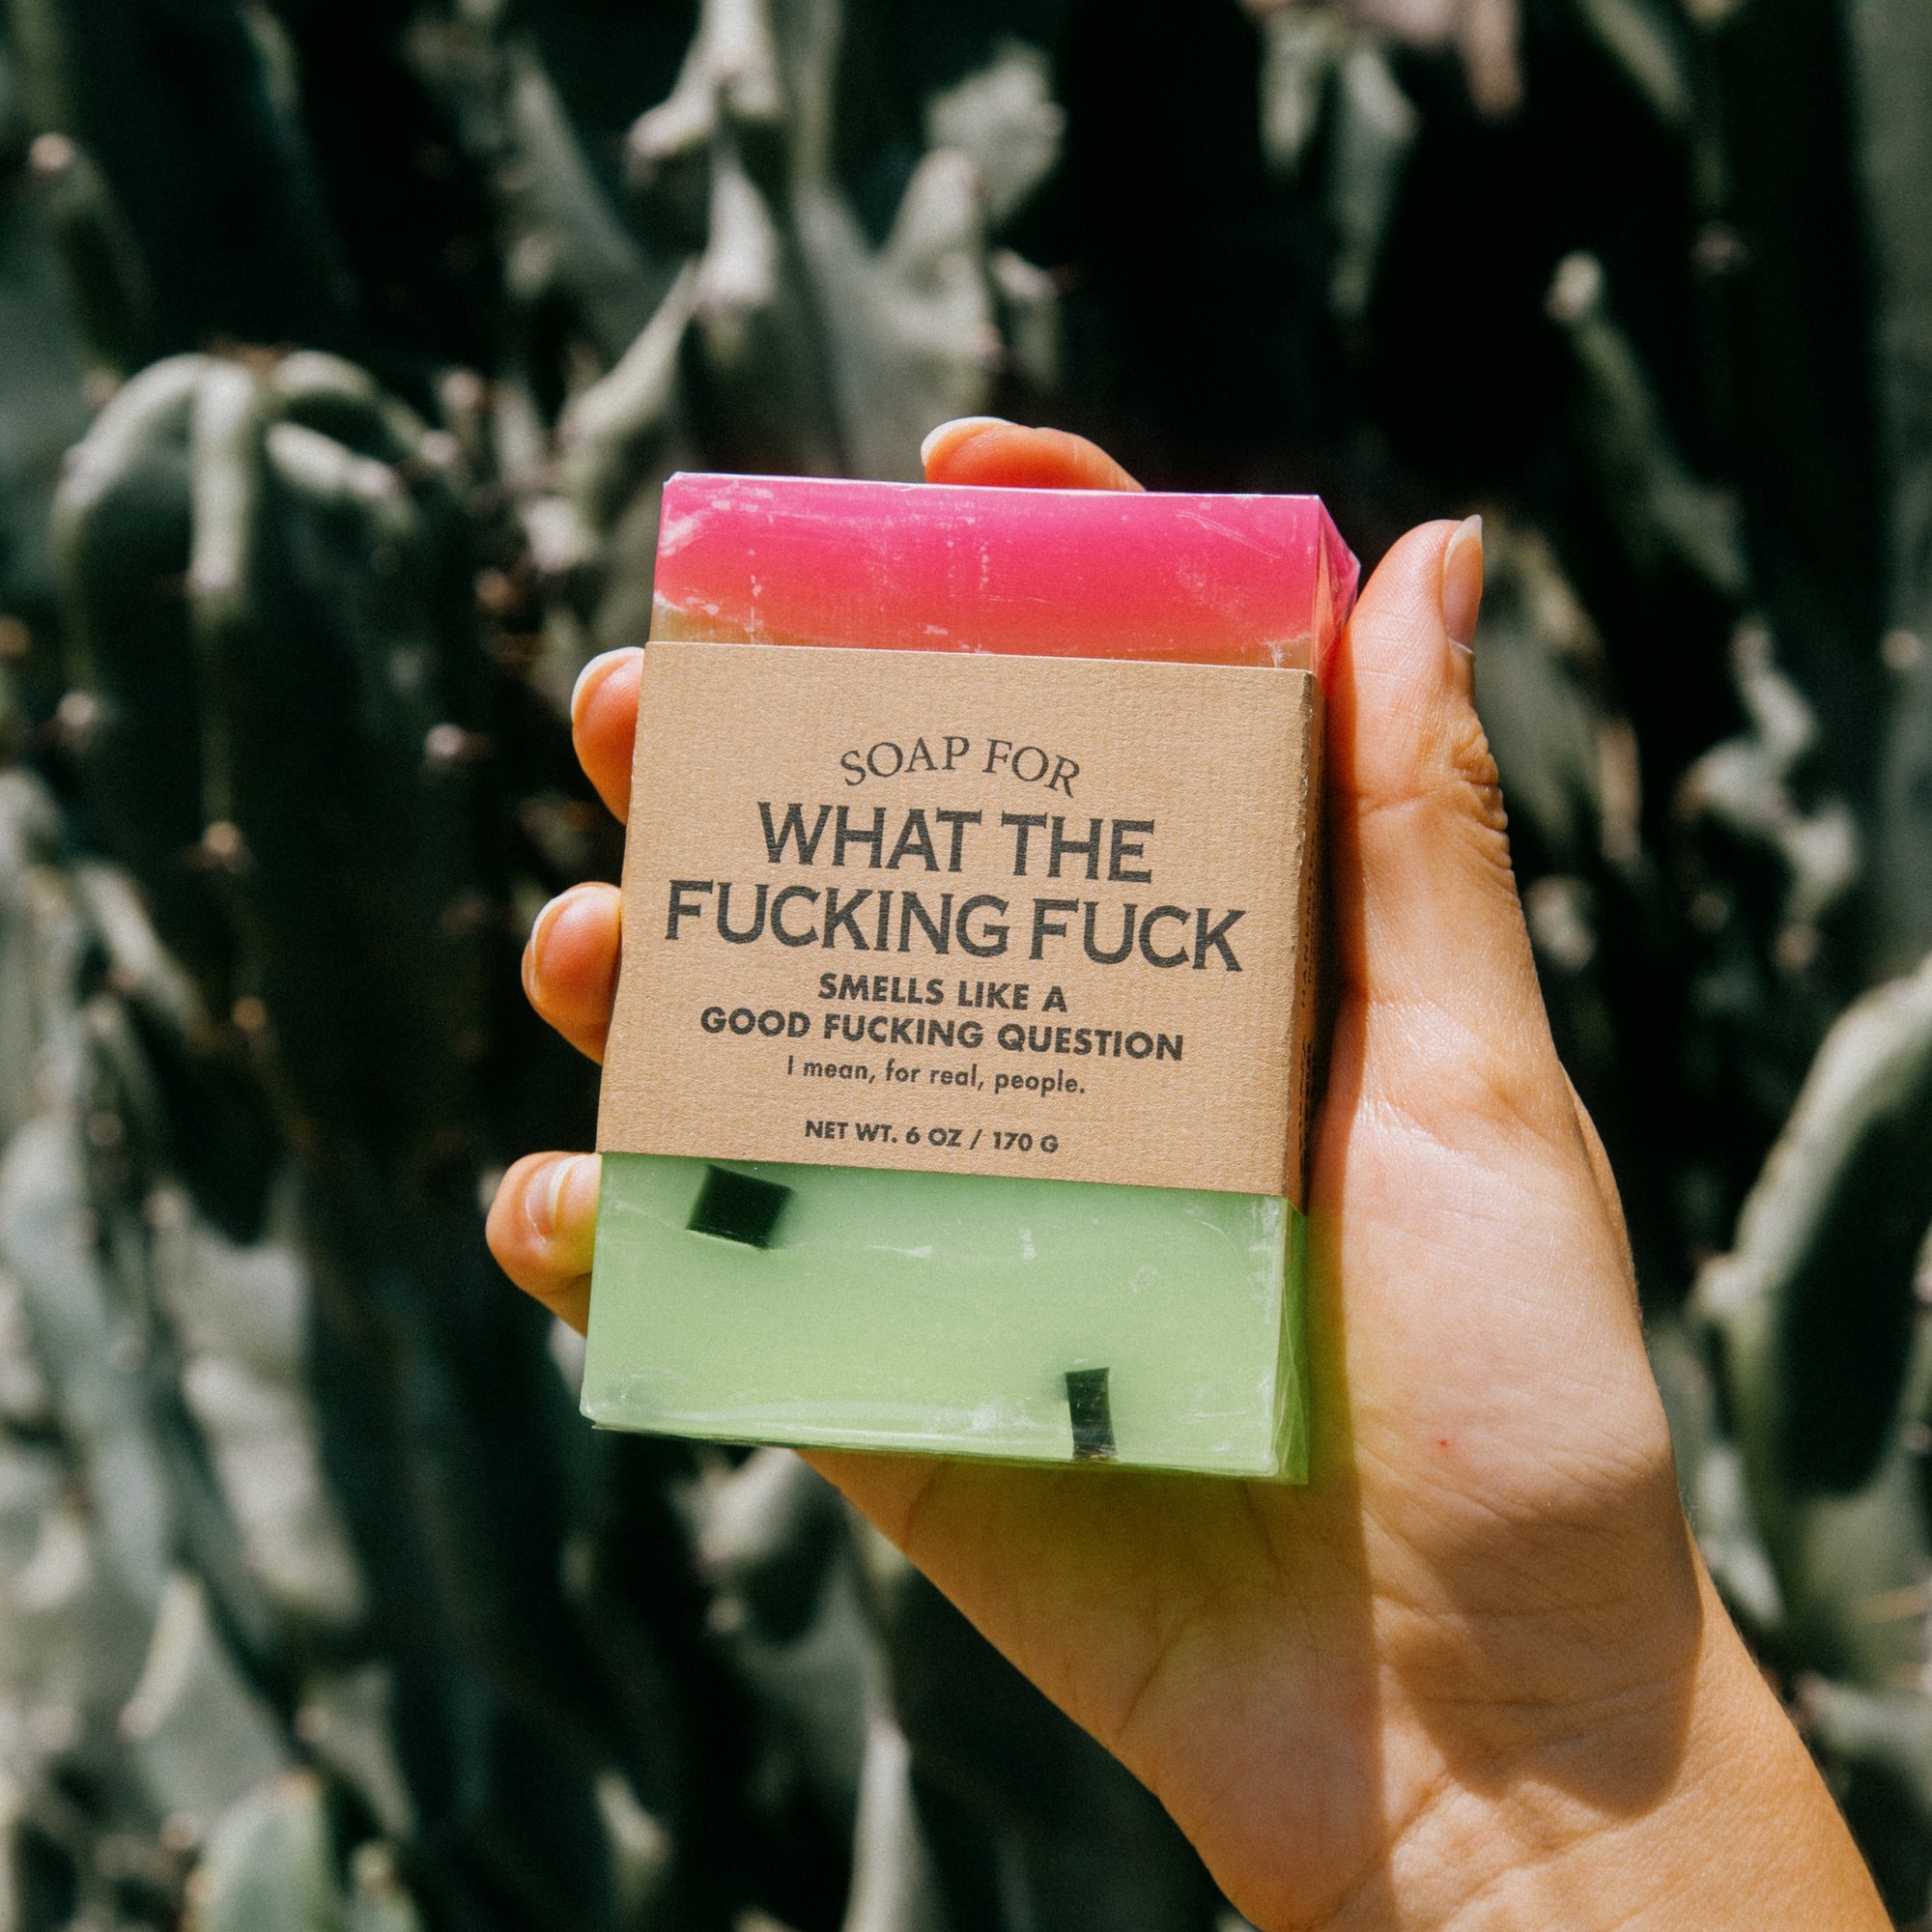 SOAP FOR
WHAT THE
FUCKING FUCK
SMELLS LIKE A
GOOD FUCKING QUESTION
I mean, for real, people.
NET WT. 6 OZ / 170 G